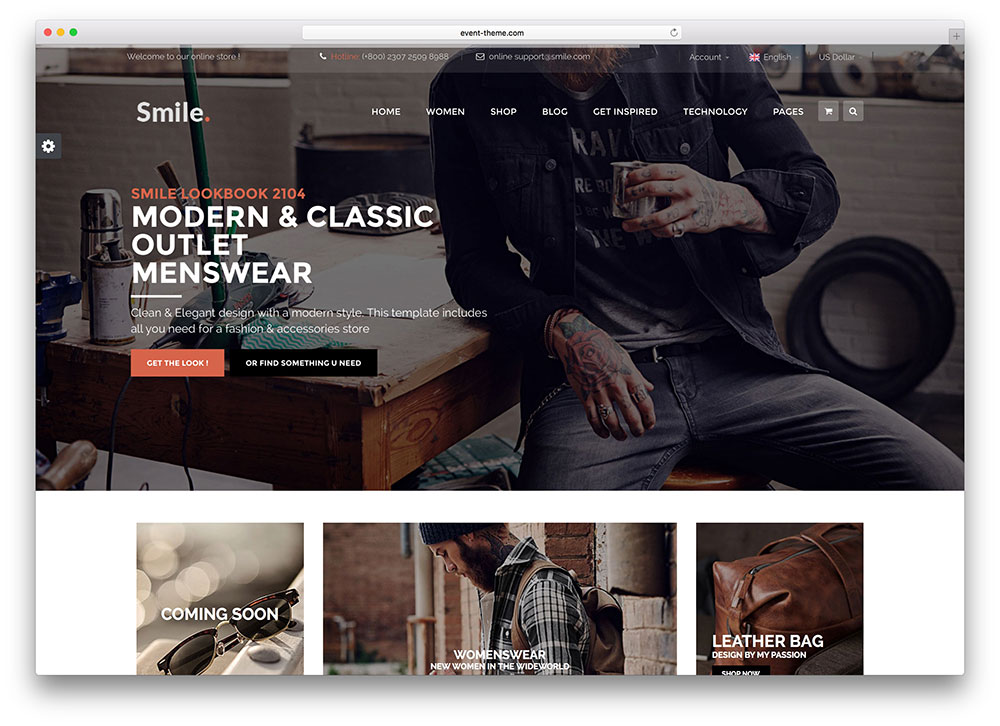 event-theme.com
Welcome to our online store !
Hotline: (+800) 2307 2509 8988
online support@smile.com
Account
English
US Dollar
Smile.
HOME
WOMEN
SHOP
BLOG
GET INSPIRED
TECHNOLOGY
PAGES
SMILE LOOKBOOK 2104
MODERN & CLASSIC
OUTLET
MENSWEAR
Clean & Elegant design with a modern style. This template includes
all you need for a fashion & accessories store
GET THE LOOK !
OR FIND SOMETHING U NEED
COMING SOON
WOMENSWEAR
NEW WOMEN IN THE WIDEWORLD
LEATHER BAG
DESIGN BY MY PASSION
SHOP NOW